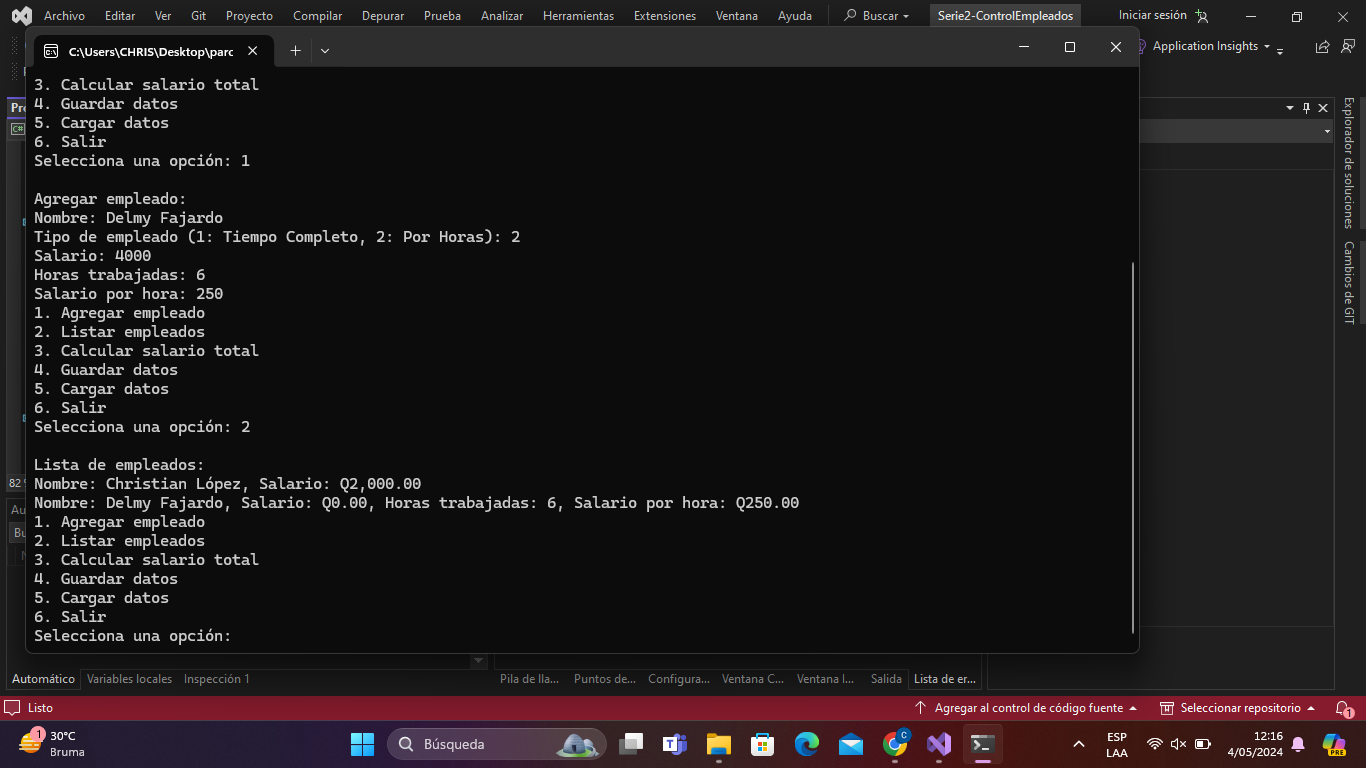 Archivo Editar Ver Git Proyecto Compilar Depurar Prueba Analizar Herramientas Extensiones Ventana Ayuda Buscar Serie2-ControlEmpleados Iniciar sesión
C:\Users\CHRIS\Desktop\parc
Application Insights
3. Calcular salario total
4. Guardar datos
5. Cargar datos
6. Salir
Selecciona una opción: 1
Agregar empleado:
Nombre: Delmy Fajardo
Tipo de empleado (1: Tiempo Completo, 2: Por Horas): 2
Salario: 4000
Horas trabajadas: 6
Salario por hora: 250
1. Agregar empleado
2. Listar empleados
3. Calcular salario total
4. Guardar datos
5. Cargar datos
6. Salir
Selecciona una opción: 2
Lista de empleados:
Nombre: Christian López, Salario: Q2,000.00
Nombre: Delmy Fajardo, Salario: Q0.00, Horas trabajadas: 6, Salario por hora: Q250.00
1. Agregar empleado
2. Listar empleados
3. Calcular salario total
4. Guardar datos
5. Cargar datos
6. Salir
Selecciona una opción:
Explorador de soluciones
Cambios de GIT
Pro
C#
82
Au
Bu
Automático Variables locales Inspección 1
Pila de lla... Puntos de... Configura... Ventana C... Ventana I... Salida Lista de er...
Listo
Agregar al control de código fuente Seleccionar repositorio 1
1
30°C
Bruma
Búsqueda
C
ESP
LAA
12:16
4/05/2024
PRE